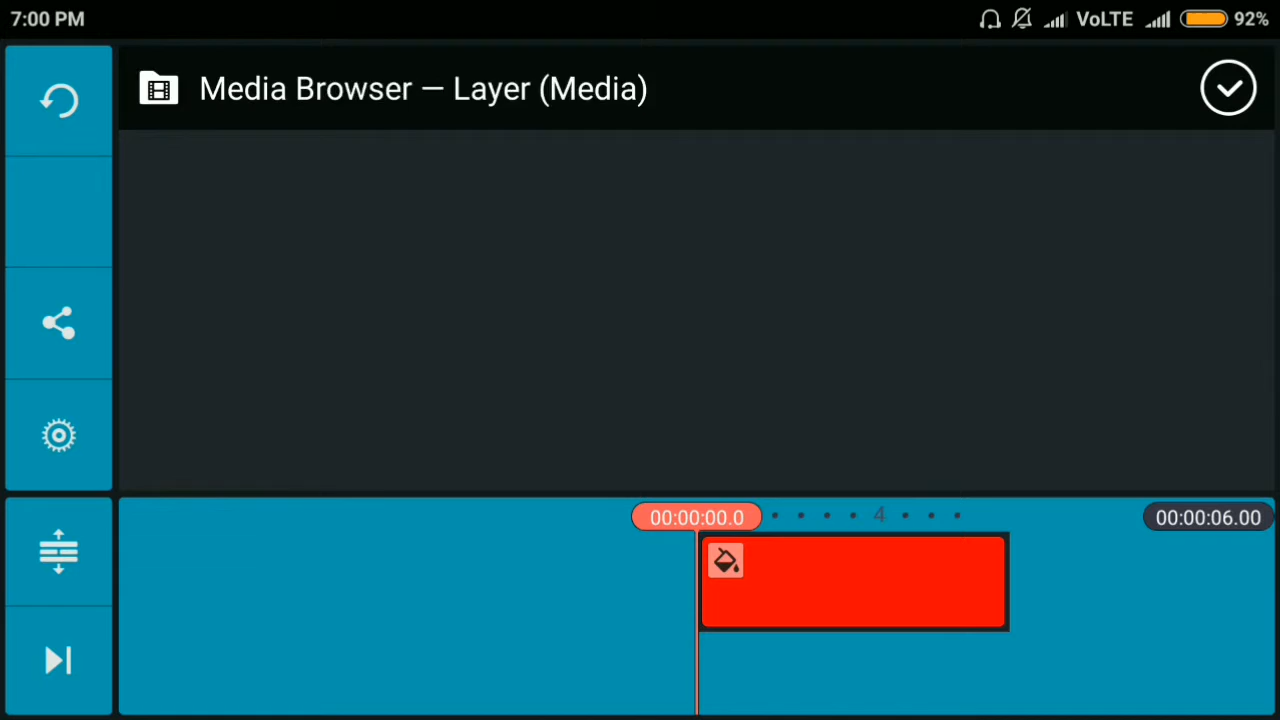 7:00 PM
VoLTE
92%
Media Browser — Layer (Media)
00:00:00.0
4
00:00:06.00